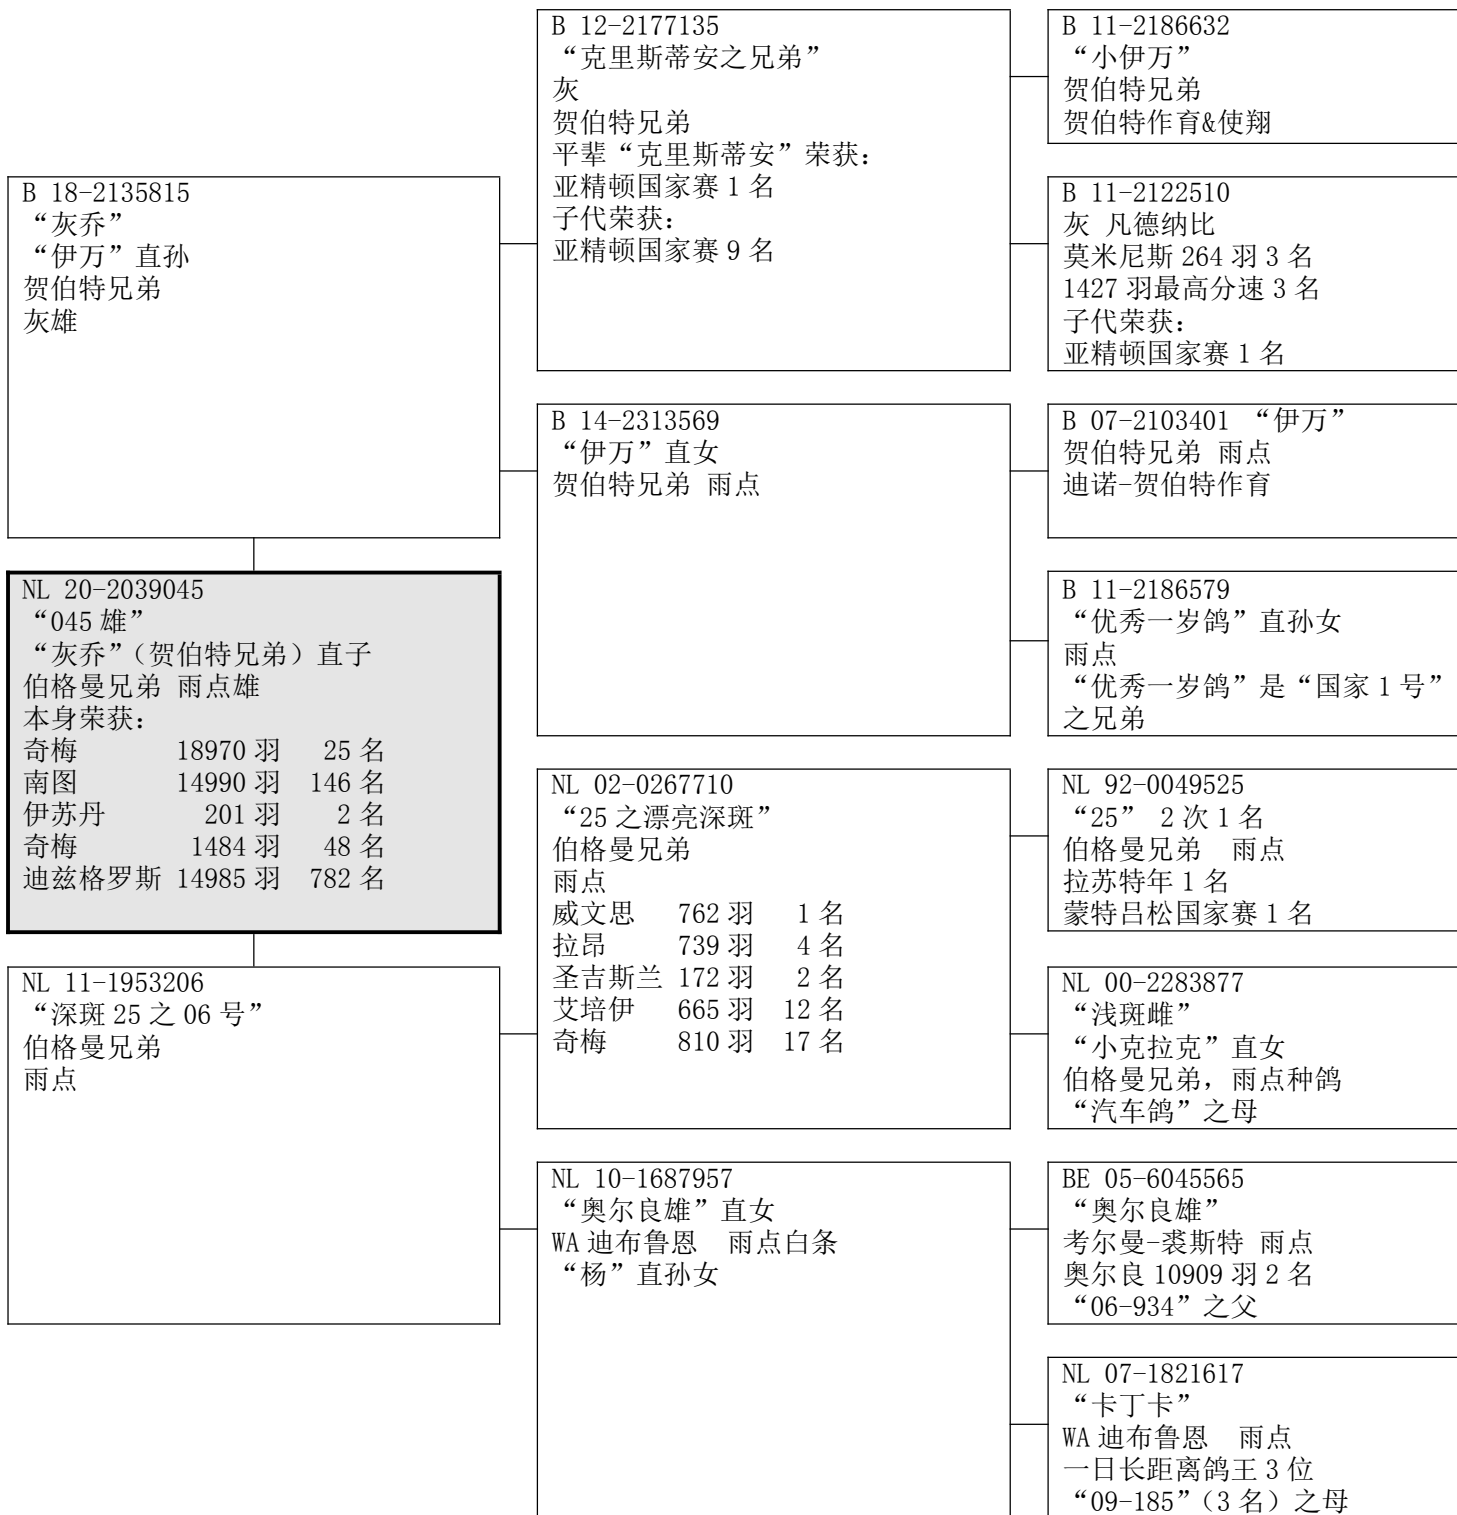 B 12-2177135
“克里斯蒂安之兄弟”
灰
贺伯特兄弟
平辈“克里斯蒂安”荣获：
亚精顿国家赛 1 名
子代荣获：
亚精顿国家赛 9 名
B 11-2186632
“小伊万”
贺伯特兄弟
贺伯特作育&使翔
B 18-2135815
“灰乔”
“伊万”直孙
贺伯特兄弟
灰雄
B 11-2122510
灰 凡德纳比
莫米尼斯 264 羽 3 名
1427 羽最高分速 3 名
子代荣获：
亚精顿国家赛 1 名
B 14-2313569
“伊万”直女
贺伯特兄弟 雨点
B 07-2103401 “伊万”
贺伯特兄弟 雨点
迪诺-贺伯特作育
NL 20-2039045
“045 雄”
“灰乔”（贺伯特兄弟）直子
伯格曼兄弟 雨点雄
本身荣获：
奇梅 18970 羽 25 名
南图 14990 羽 146 名
伊苏丹 201 羽 2 名
奇梅 1484 羽 48 名
迪兹格罗斯 14985 羽 782 名
B 11-2186579
“优秀一岁鸽”直孙女
雨点
“优秀一岁鸽”是“国家 1 号”
之兄弟
NL 02-0267710
“25 之漂亮深斑”
伯格曼兄弟
雨点
威文思 762 羽 1 名
拉昂 739 羽 4 名
圣吉斯兰 172 羽 2 名
艾培伊 665 羽 12 名
奇梅 810 羽 17 名
NL 92-0049525
“25” 2 次 1 名
伯格曼兄弟 雨点
拉苏特年 1 名
蒙特吕松国家赛 1 名
NL 11-1953206
“深斑 25 之 06 号”
伯格曼兄弟
雨点
NL 00-2283877
“浅斑雌”
“小克拉克”直女
伯格曼兄弟，雨点种鸽
“汽车鸽”之母
NL 10-1687957
“奥尔良雄”直女
WA 迪布鲁恩 雨点白条
“杨”直孙女
BE 05-6045565
“奥尔良雄”
考尔曼-裘斯特 雨点
奥尔良 10909 羽 2 名
“06-934”之父
NL 07-1821617
“卡丁卡”
WA 迪布鲁恩 雨点
一日长距离鸽王 3 位
“09-185”（3 名）之母